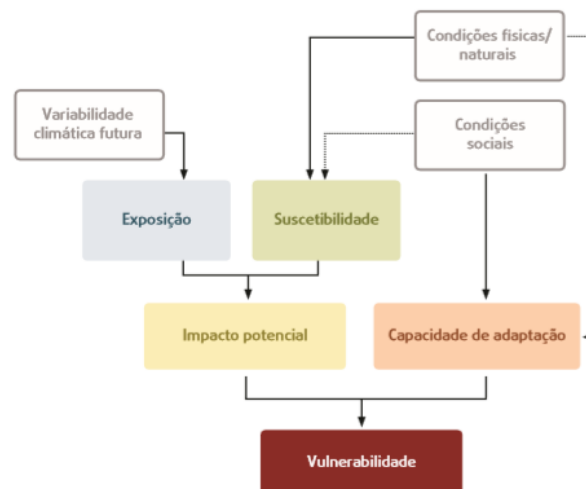 Condições físicas/
naturais
Variabilidade
climática futura
Condições
sociais
Exposição
Suscetibilidade
Impacto potencial
Capacidade de adaptação
Vulnerabilidade